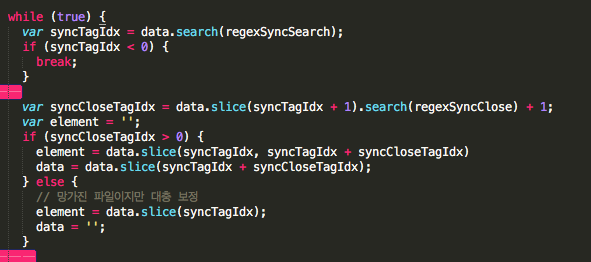 while (true) {
var syncTagIdx = data.search(regexSyncSearch);
if (syncTagIdx < 0) {
break;
}
var syncCloseTagIdx = data.slice(syncTagIdx + 1).search(regexSyncClose) + 1;
var element = '';
if (syncCloseTagIdx > 0) {
element = data.slice(syncTagIdx, syncTagIdx + syncCloseTagIdx)
data = data.slice(syncTagIdx + syncCloseTagIdx);
} else {
// 망가진 파일이지만 대충 보정
element = data.slice(syncTagIdx);
data = '';
}